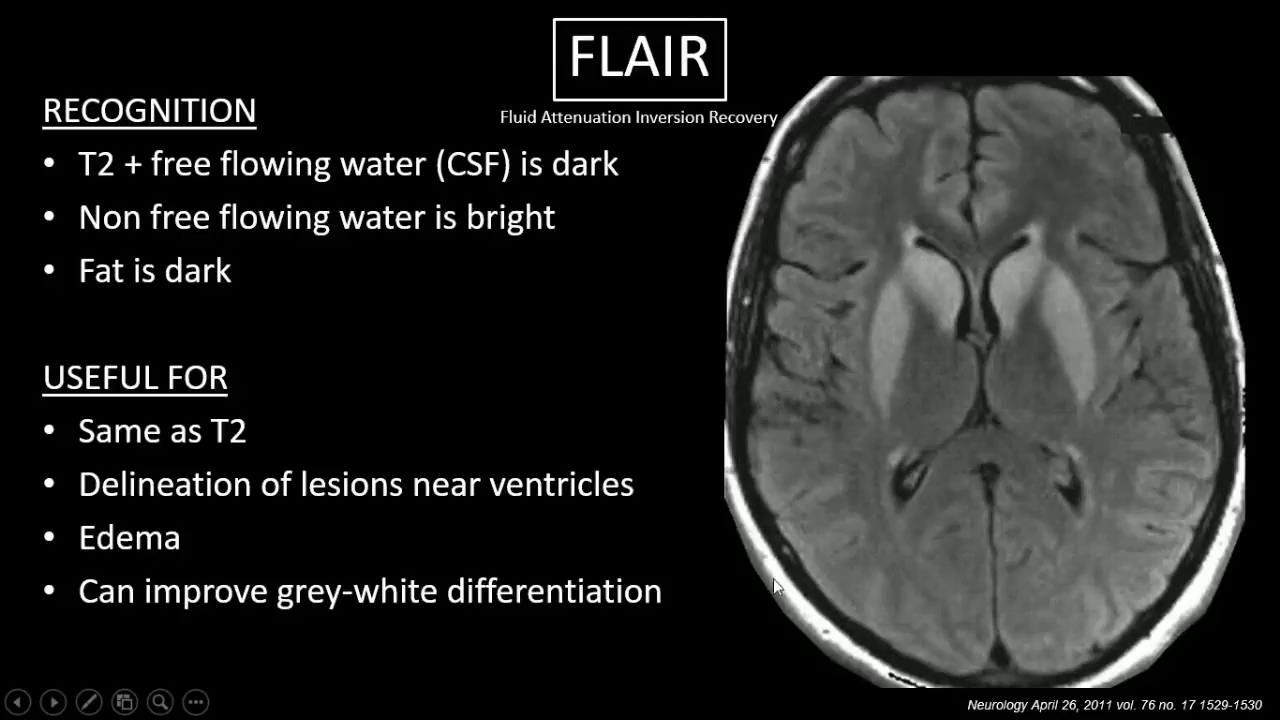 FLAIR
Fluid Attenuation Inversion Recovery
RECOGNITION
• T2 + free flowing water (CSF) is dark
• Non free flowing water is bright
• Fat is dark
USEFUL FOR
• Same as T2
• Delineation of lesions near ventricles
• Edema
• Can improve grey-white differentiation
Neurology April 26, 2011 vol. 76 no. 17 1529-1530